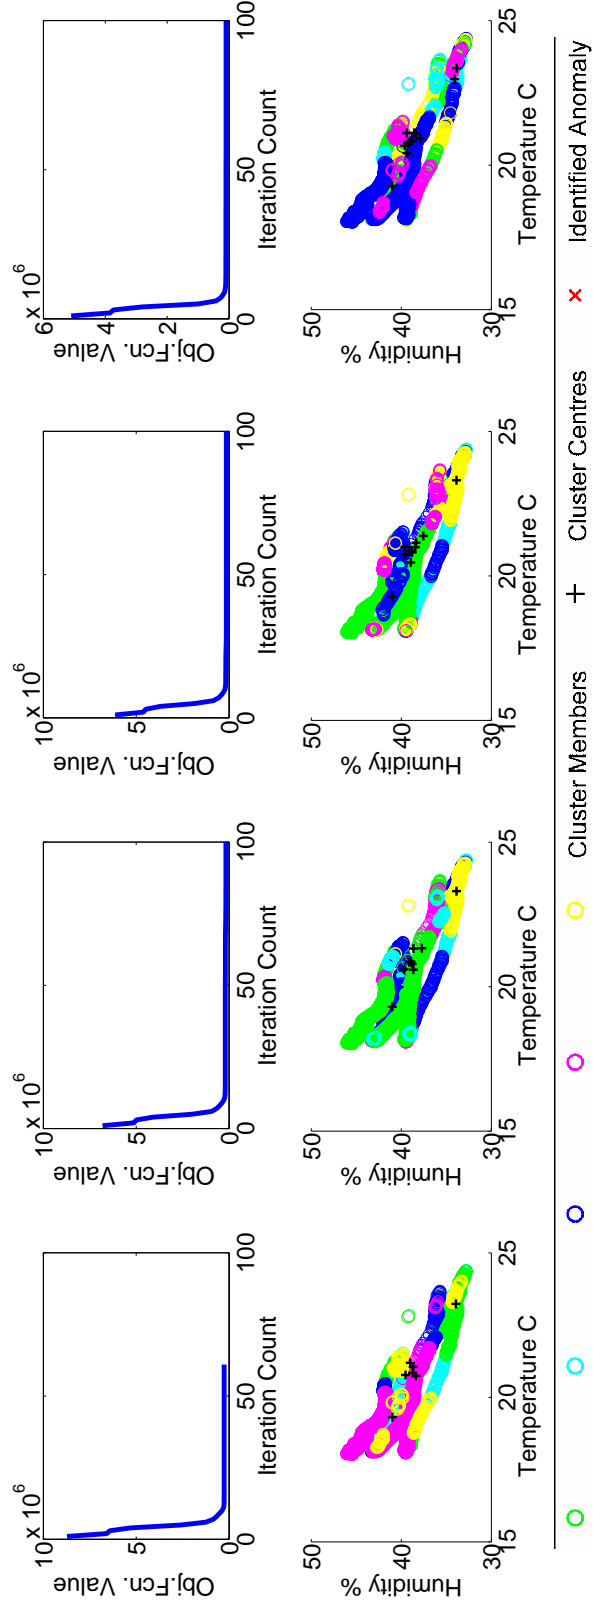 x 10^6
10
5
0
0 50 100
Obj.Fcn. Value
Iteration Count
x 10^6
10
5
0
0 50 100
Obj.Fcn. Value
Iteration Count
x 10^6
10
5
0
0 50 100
Obj.Fcn. Value
Iteration Count
x 10^6
6
4
2
0
0 50 100
Obj.Fcn. Value
Iteration Count
50
40
30
15 20 25
Humidity %
Temperature C
50
40
30
15 20 25
Humidity %
Temperature C
50
40
30
15 20 25
Humidity %
Temperature C
50
40
30
15 20 25
Humidity %
Temperature C
Cluster Members
Cluster Centres
Identified Anomaly